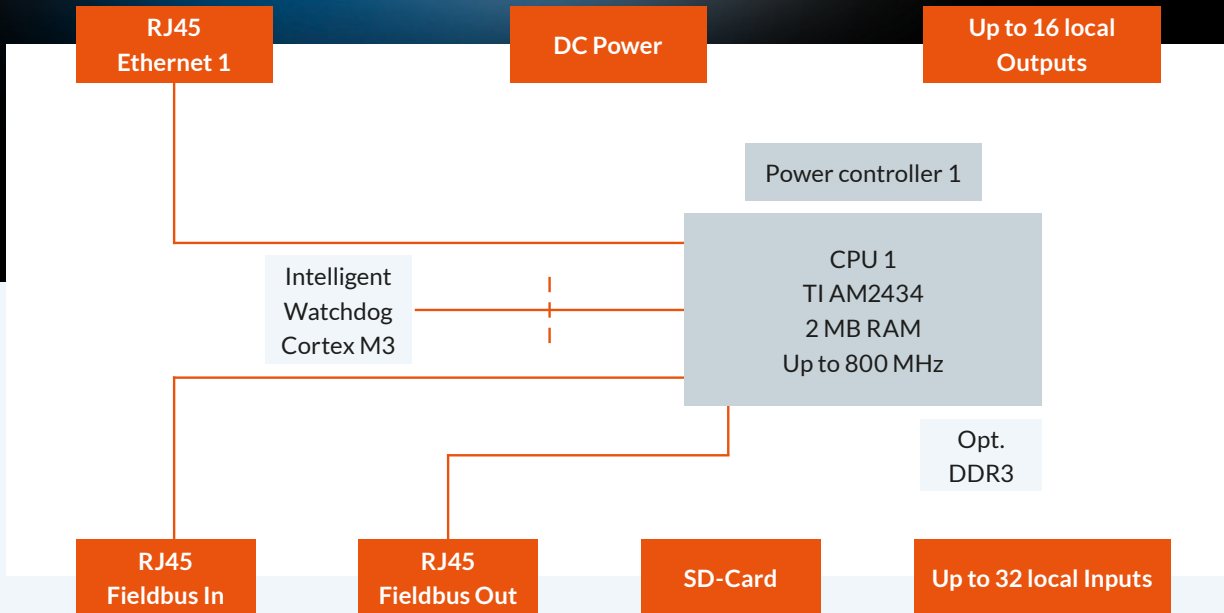 RJ45
Ethernet 1
DC Power
Up to 16 local
Outputs
Power controller 1
CPU 1
TI AM2434
2 MB RAM
Up to 800 MHz
Intelligent
Watchdog
Cortex M3
Opt.
DDR3
RJ45
Fieldbus In
RJ45
Fieldbus Out
SD-Card
Up to 32 local Inputs